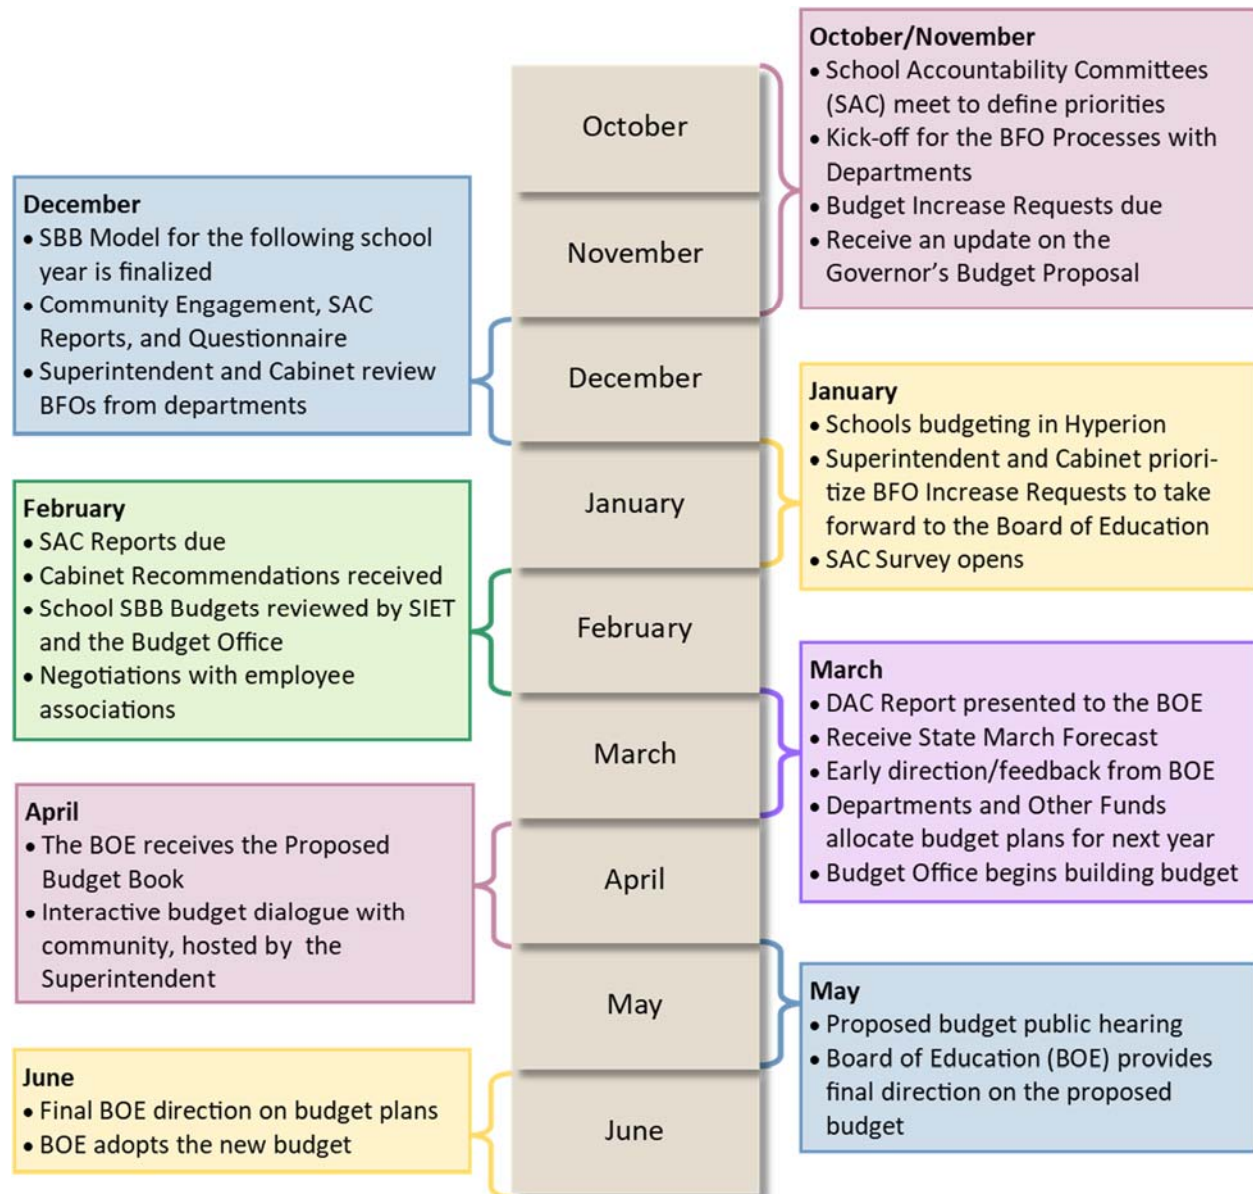 October/November
• School Accountability Committees
(SAC) meet to define priorities
• Kick-off for the BFO Processes with
Departments
• Budget Increase Requests due
• Receive an update on the
Governor’s Budget Proposal
October
November
December
• SBB Model for the following school
year is finalized
• Community Engagement, SAC
Reports, and Questionnaire
• Superintendent and Cabinet review
BFOs from departments
December
January
• Schools budgeting in Hyperion
• Superintendent and Cabinet priori-
tize BFO Increase Requests to take
forward to the Board of Education
• SAC Survey opens
January
February
• SAC Reports due
• Cabinet Recommendations received
• School SBB Budgets reviewed by SIET
and the Budget Office
• Negotiations with employee
associations
February
March
• DAC Report presented to the BOE
• Receive State March Forecast
• Early direction/feedback from BOE
• Departments and Other Funds
allocate budget plans for next year
• Budget Office begins building budget
March
April
• The BOE receives the Proposed
Budget Book
• Interactive budget dialogue with
community, hosted by the
Superintendent
April
May
• Proposed budget public hearing
• Board of Education (BOE) provides
final direction on the proposed
budget
May
June
• Final BOE direction on budget plans
• BOE adopts the new budget
June